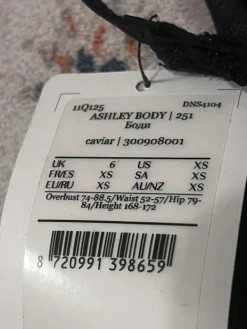 11Q125 DNS4104
ASHLEY BODY | 251
Боди
caviar | 300908001
UK 6 US XS
FR/ES XS SA XS
EU/RU XS AU/NZ XS
Overbust 74-88.5/Waist 52-57/Hip 79-
84/Height 168-172
8 720991 398659